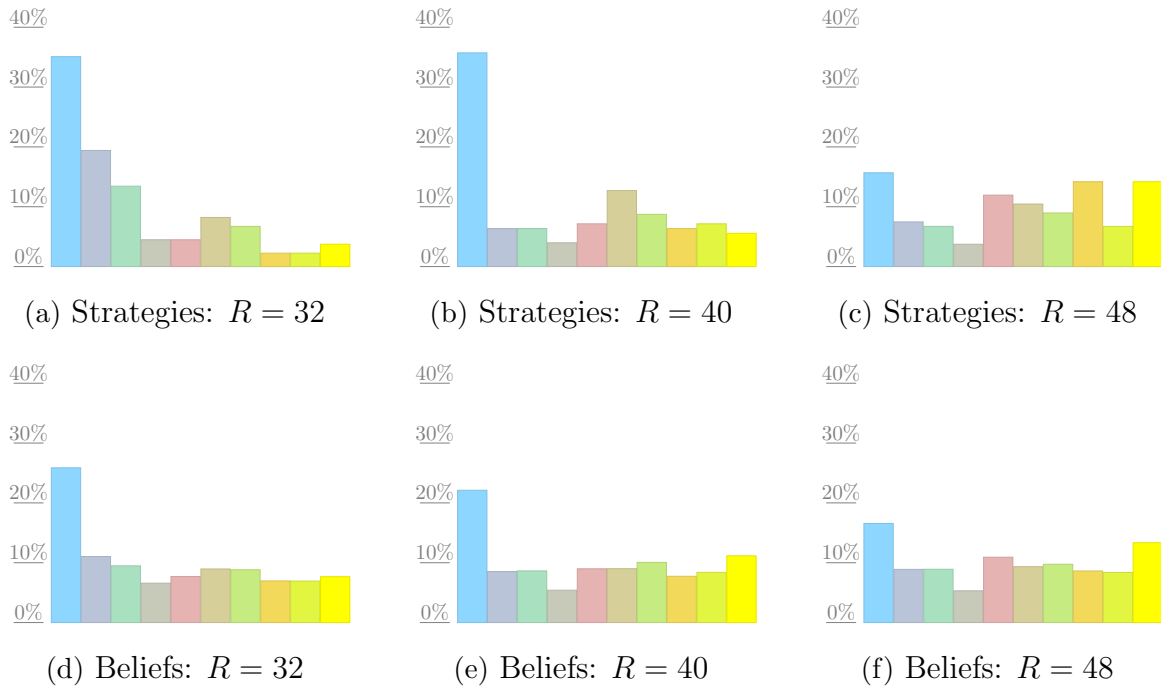 40% 40% 40%
30% 30% 30%
20% 20% 20%
10% 10% 10%
0% 0% 0%
(a) Strategies: R = 32 (b) Strategies: R = 40 (c) Strategies: R = 48
40% 40% 40%
30% 30% 30%
20% 20% 20%
10% 10% 10%
0% 0% 0%
(d) Beliefs: R = 32 (e) Beliefs: R = 40 (f) Beliefs: R = 48